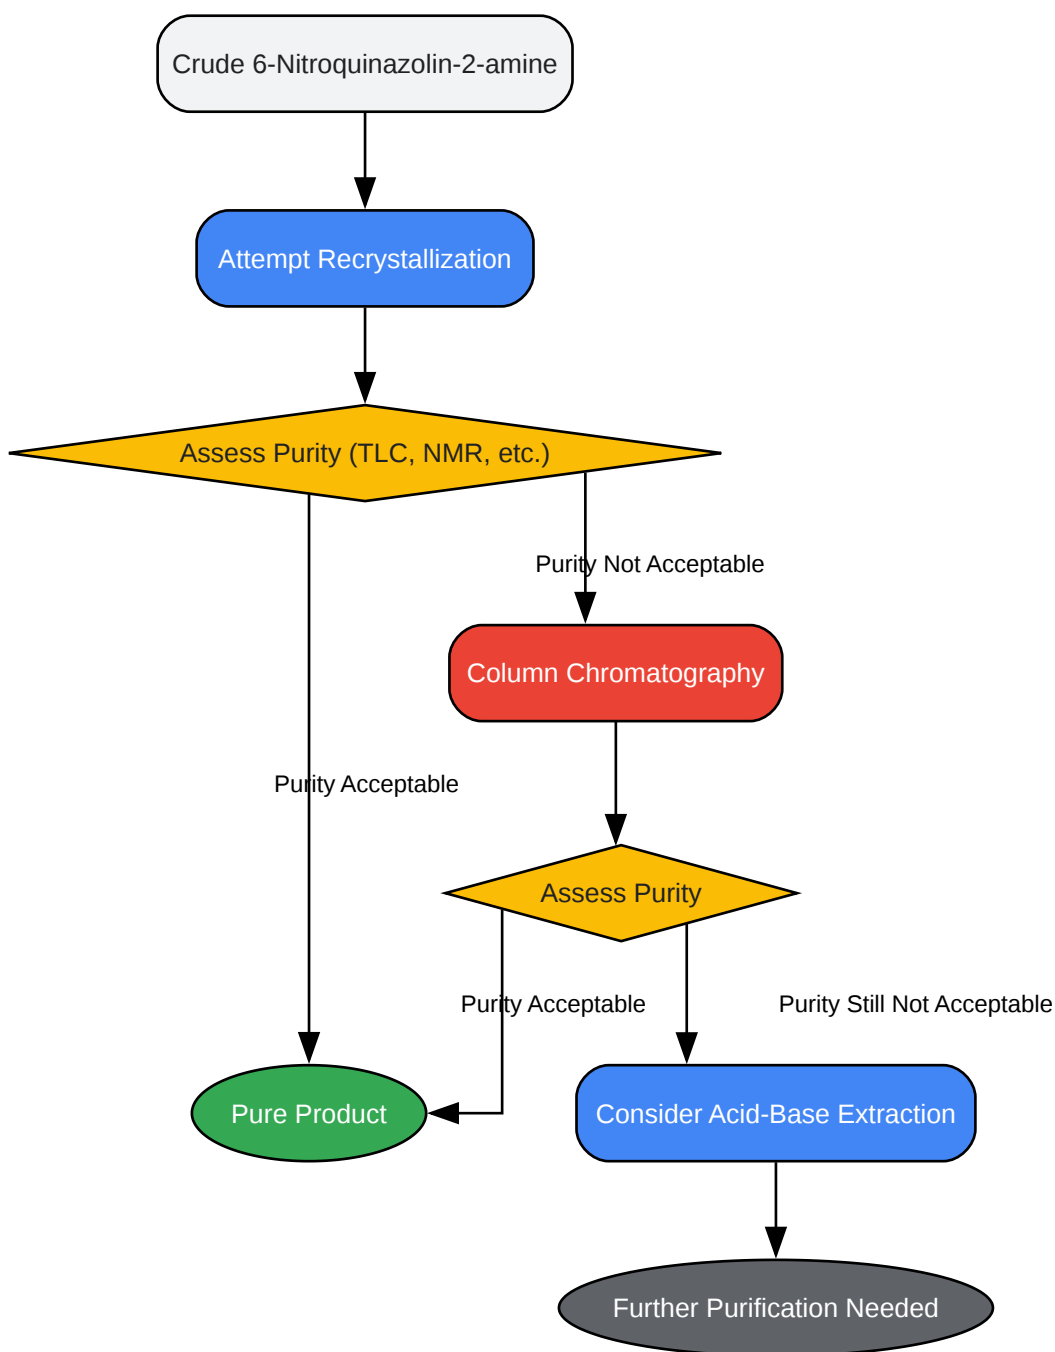 Crude 6-Nitroquinazolin-2-amine
Attempt Recrystallization
Assess Purity (TLC, NMR, etc.)
Purity Not Acceptable
Column Chromatography
Purity Acceptable
Assess Purity
Purity Acceptable
Purity Still Not Acceptable
Pure Product
Consider Acid-Base Extraction
Further Purification Needed